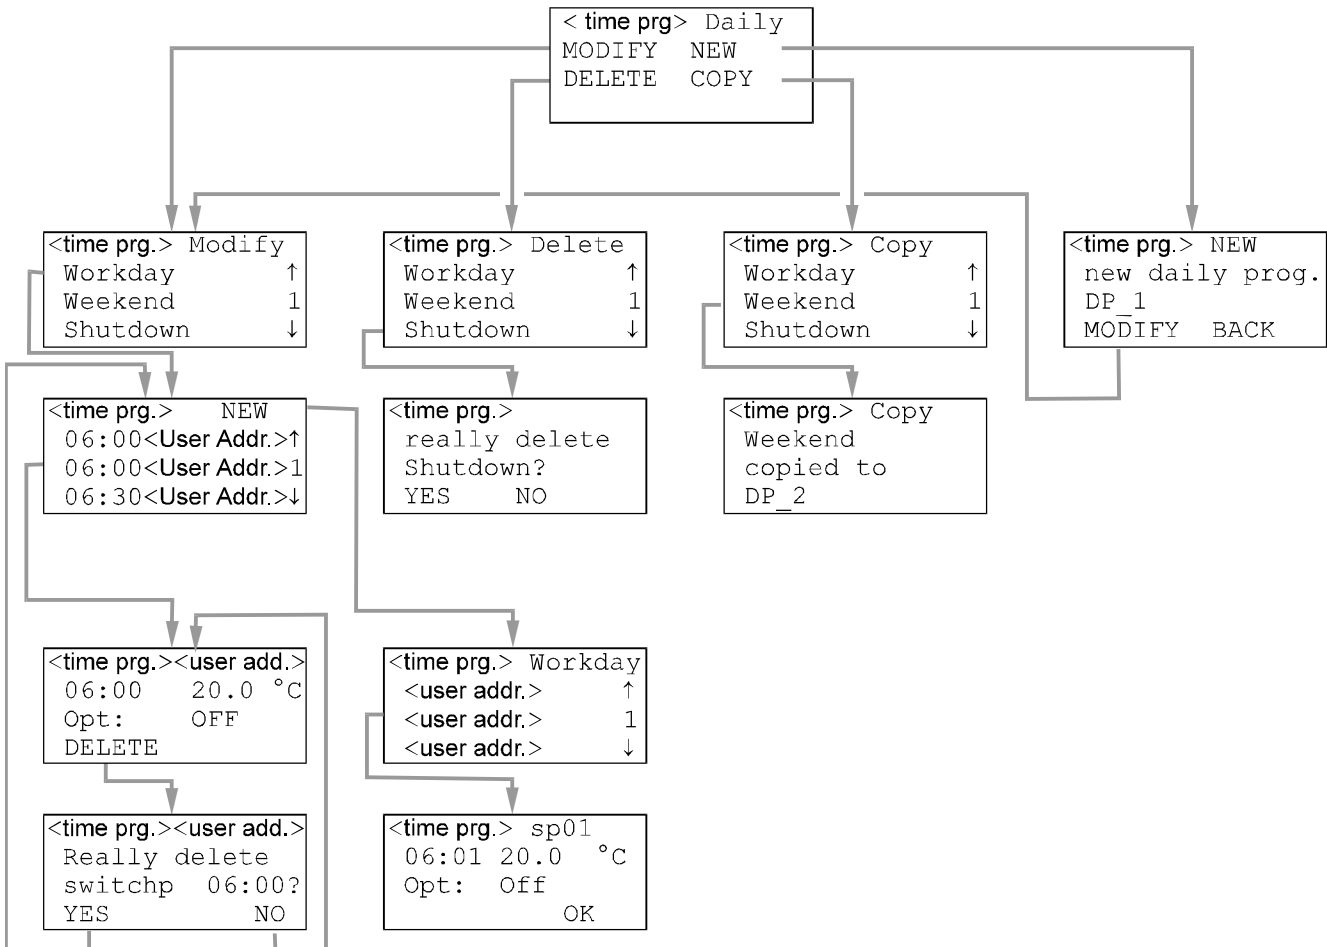 < time prg> Daily
MODIFY NEW
DELETE COPY
<time prg.> Modify
Workday ↑
Weekend 1
Shutdown ↓
<time prg.> Delete
Workday ↑
Weekend 1
Shutdown ↓
<time prg.> Copy
Workday ↑
Weekend 1
Shutdown ↓
<time prg.> NEW
new daily prog.
DP_1
MODIFY BACK
<time prg.> NEW
06:00<User Addr.>↑
06:00<User Addr.>1
06:30<User Addr.>↓
<time prg.>
really delete
Shutdown?
YES NO
<time prg.> Copy
Weekend
copied to
DP_2
<time prg.><user add.>
06:00 20.0 °C
Opt: OFF
DELETE
<time prg.> Workday
<user addr.> ↑
<user addr.> 1
<user addr.> ↓
<time prg.><user add.>
Really delete
switchp 06:00?
YES NO
<time prg.> sp01
06:01 20.0 °C
Opt: Off
OK